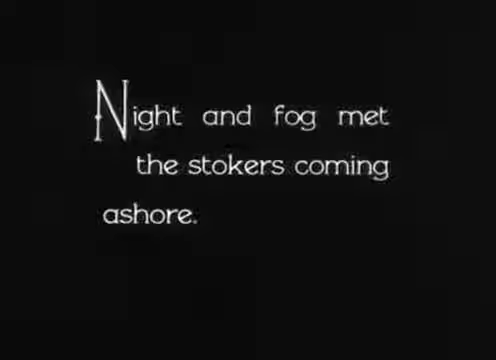 Night and fog met
the stokers coming
ashore.